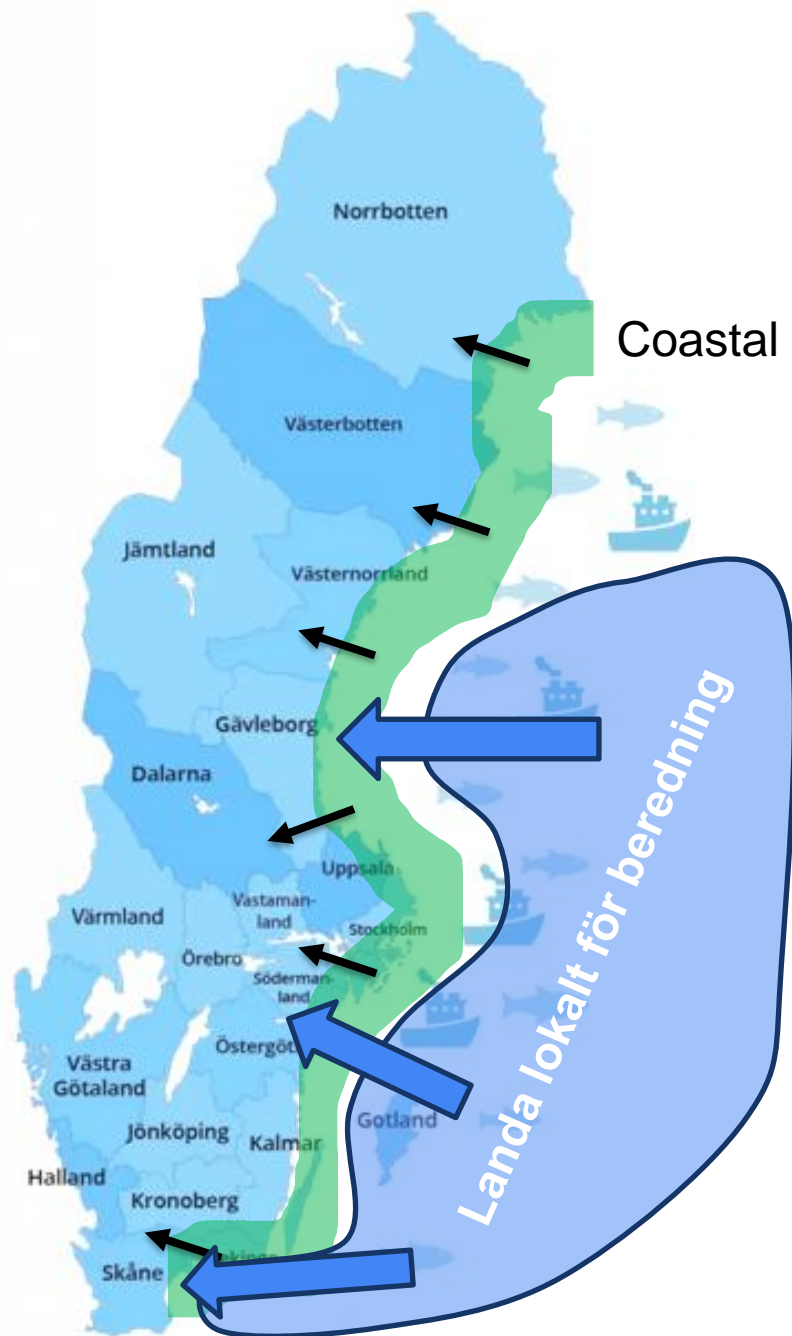 Norrbotten
Coastal
Västerbotten
Jämtland
Västernorrland
Gävleborg
Dalarna
Uppsala
Värmland
Västaman-
land
Stockholm
Örebro
Söderman-
land
Östergöt
Västra
Götaland
Gotland
Jönköping
Kalmar
Halland
Kronoberg
Skåne
Landa lokalt för beredning